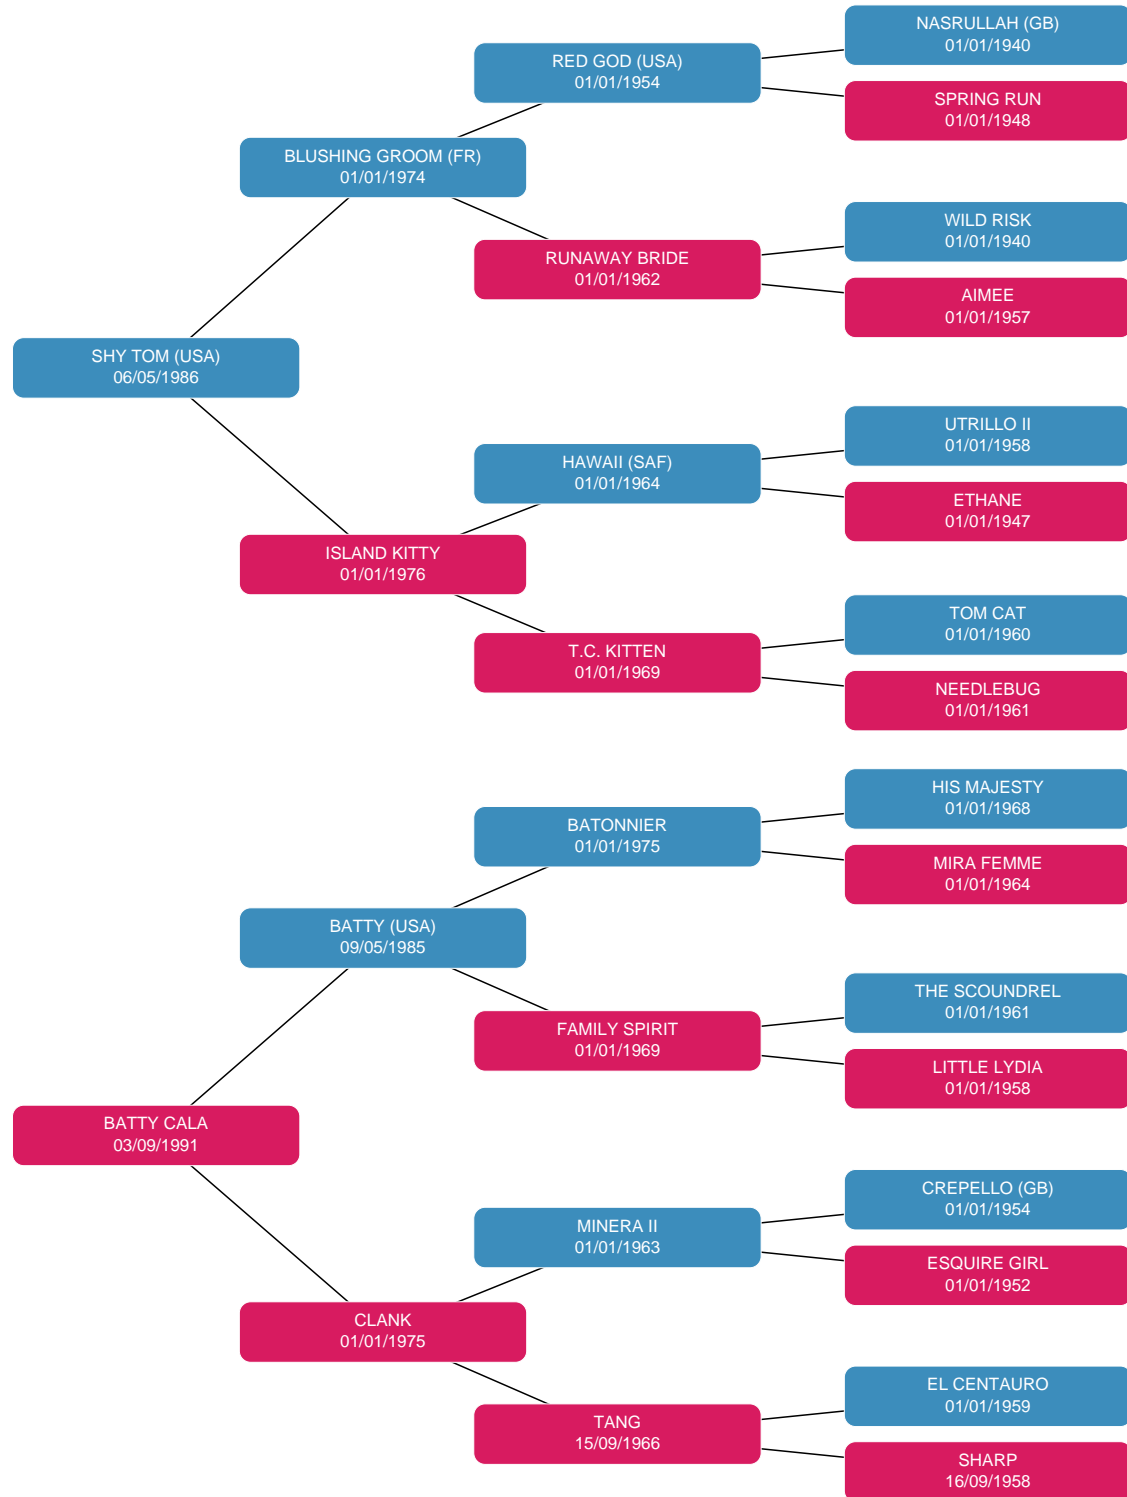 NASRULLAH (GB)
01/01/1940
RED GOD (USA)
01/01/1954
SPRING RUN
01/01/1948
BLUSHING GROOM (FR)
01/01/1974
WILD RISK
01/01/1940
RUNAWAY BRIDE
01/01/1962
AIMEE
01/01/1957
SHY TOM (USA)
06/05/1986
UTRILLO II
01/01/1958
HAWAII (SAF)
01/01/1964
ETHANE
01/01/1947
ISLAND KITTY
01/01/1976
TOM CAT
01/01/1960
T.C. KITTEN
01/01/1969
NEEDLEBUG
01/01/1961
HIS MAJESTY
01/01/1968
BATONNIER
01/01/1975
MIRA FEMME
01/01/1964
BATTY (USA)
09/05/1985
THE SCOUNDREL
01/01/1961
FAMILY SPIRIT
01/01/1969
LITTLE LYDIA
01/01/1958
BATTY CALA
03/09/1991
CREPELLO (GB)
01/01/1954
MINERA II
01/01/1963
ESQUIRE GIRL
01/01/1952
CLANK
01/01/1975
EL CENTAURO
01/01/1959
TANG
15/09/1966
SHARP
16/09/1958